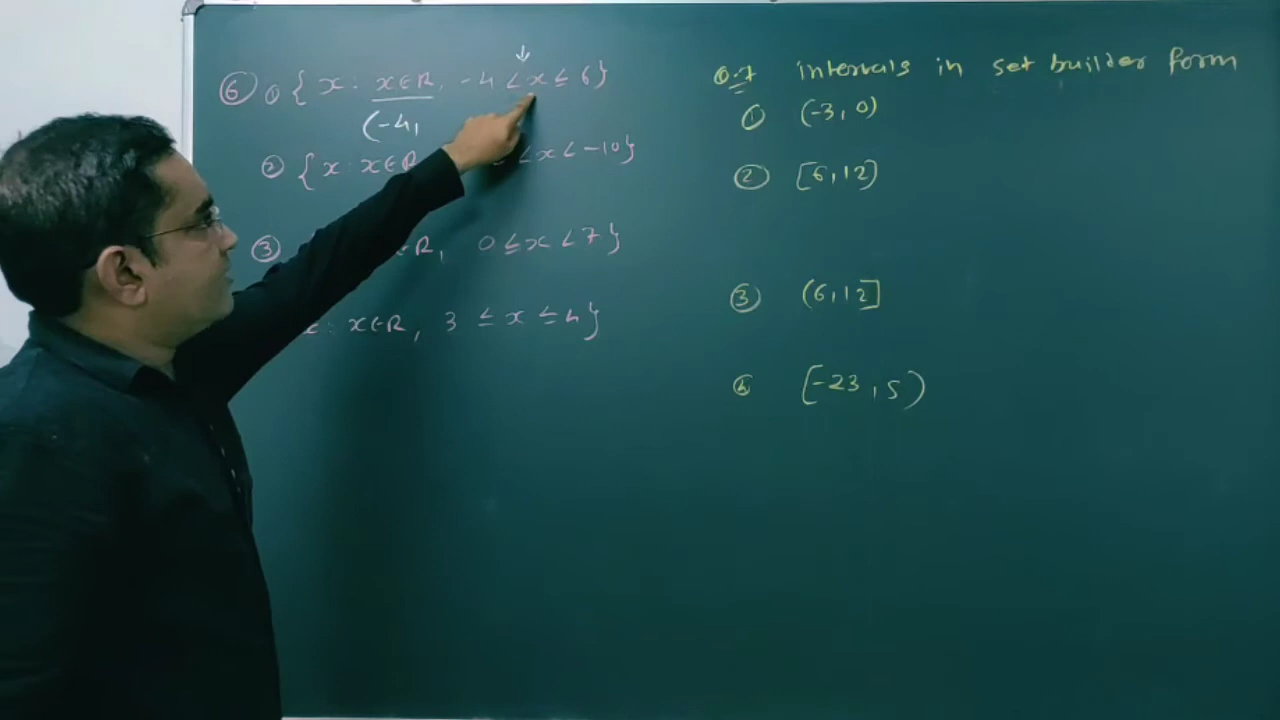 ⑥ ① { x : x∈R, -4 < x ≤ 6}
(-4,
② { x : x∈R < x < -10}
③ ∈R, 0 ≤ x < 7}
: x∈R, 3 ≤ x ≤ 4}
Q.7 intervals in set builder form
① (-3, 0)
② [6, 12]
③ (6, 12]
④ [-23, 5)